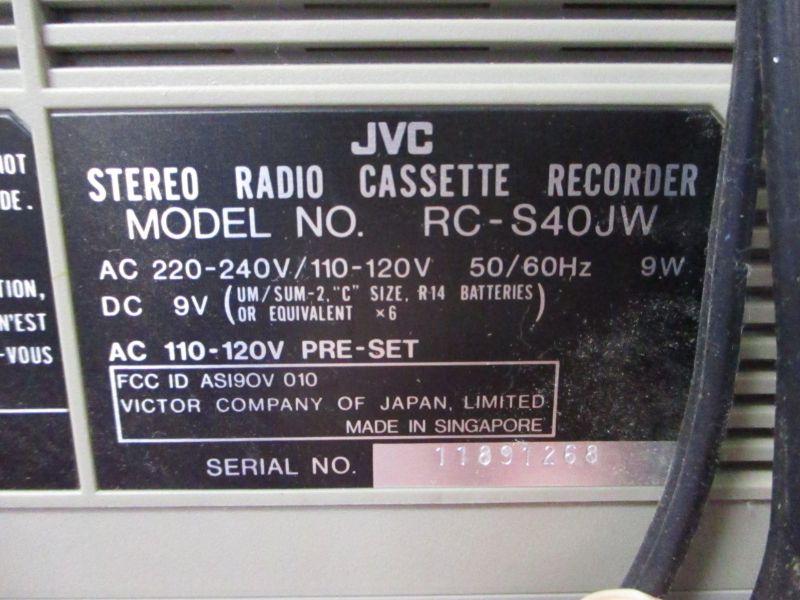 NOT
DE.
TION,
N'EST
-VOUS
JVC
STEREO RADIO CASSETTE RECORDER
MODEL NO. RC-S40JW
AC 220-240V/110-120V 50/60Hz 9W
DC 9V (UM/SUM-2, "C" SIZE, R-14 BATTERIES
OR EQUIVALENT ×6)
AC 110-120V PRE-SET
FCC ID ASI9OV 010
VICTOR COMPANY OF JAPAN, LIMITED
MADE IN SINGAPORE
SERIAL NO. 11891268